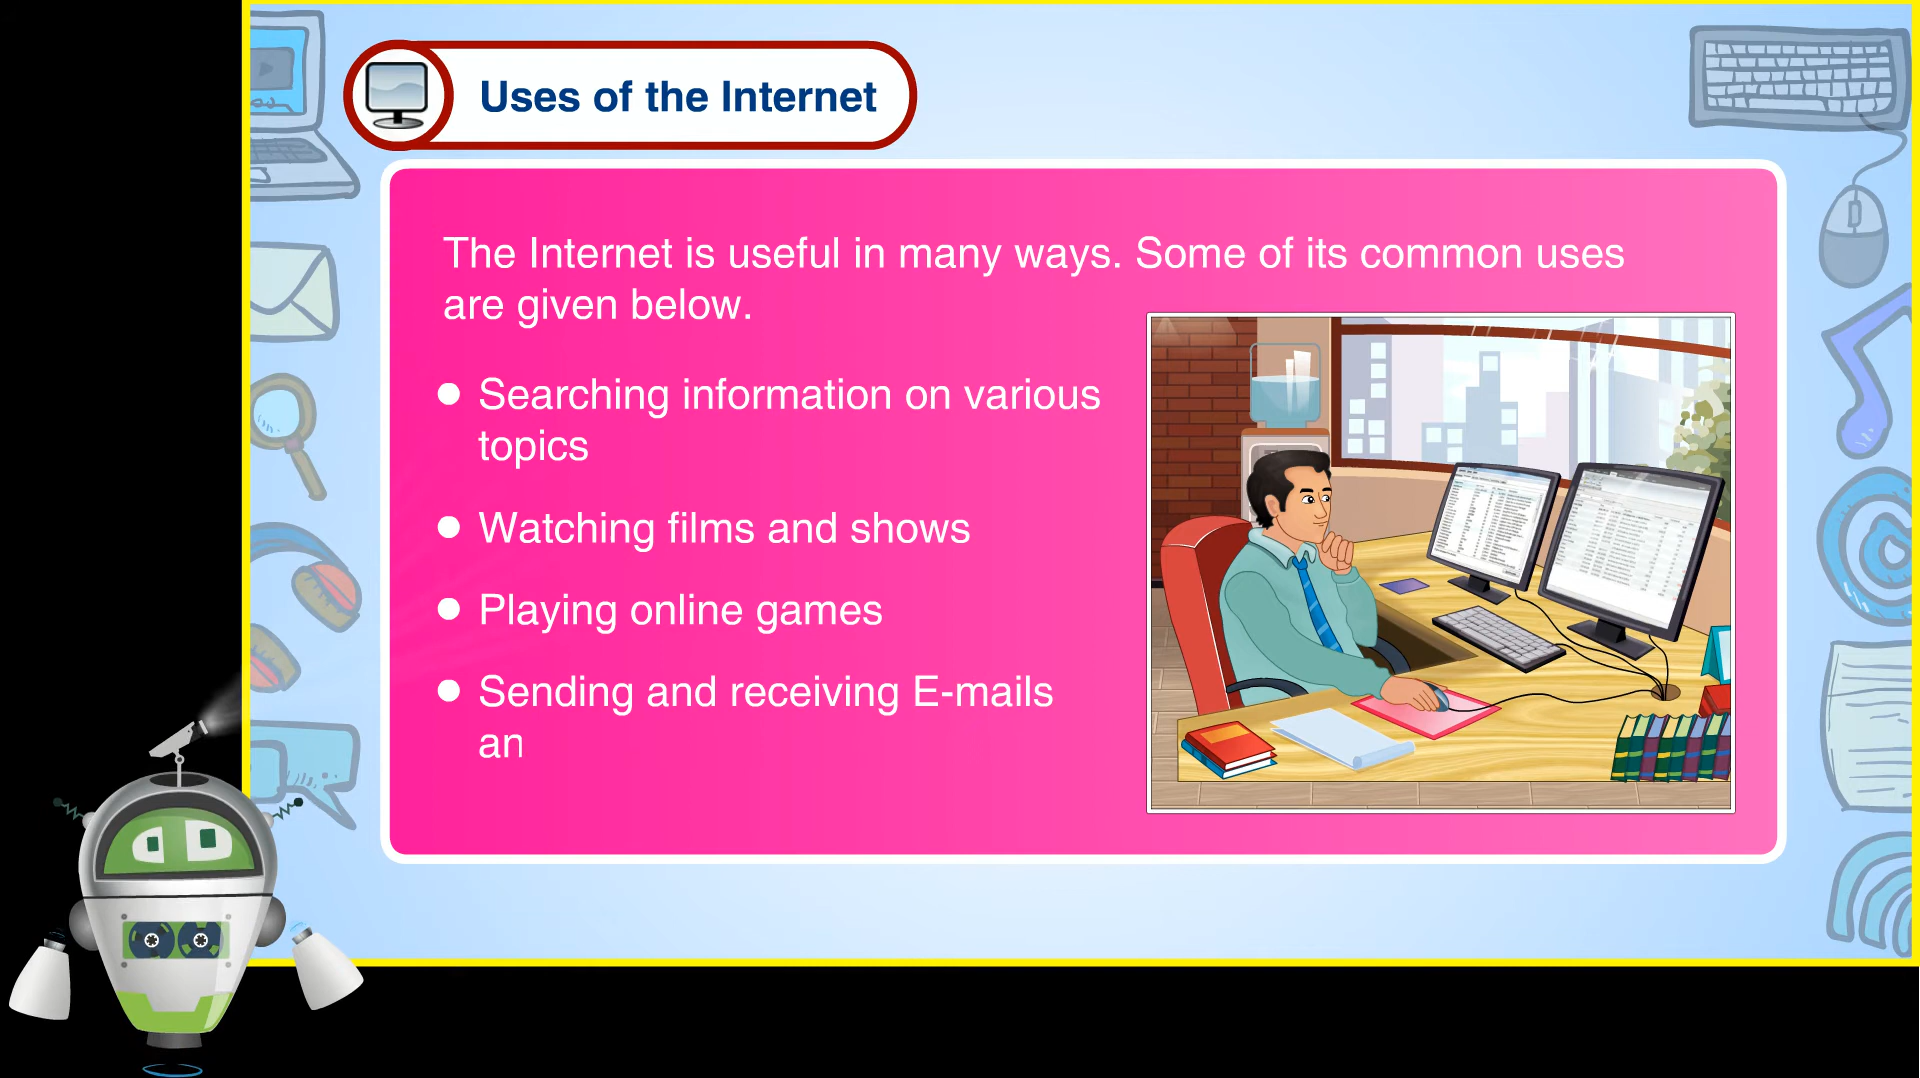 Uses of the Internet
The Internet is useful in many ways. Some of its common uses
are given below.
Searching information on various
topics
Watching films and shows
Playing online games
Sending and receiving E-mails
an